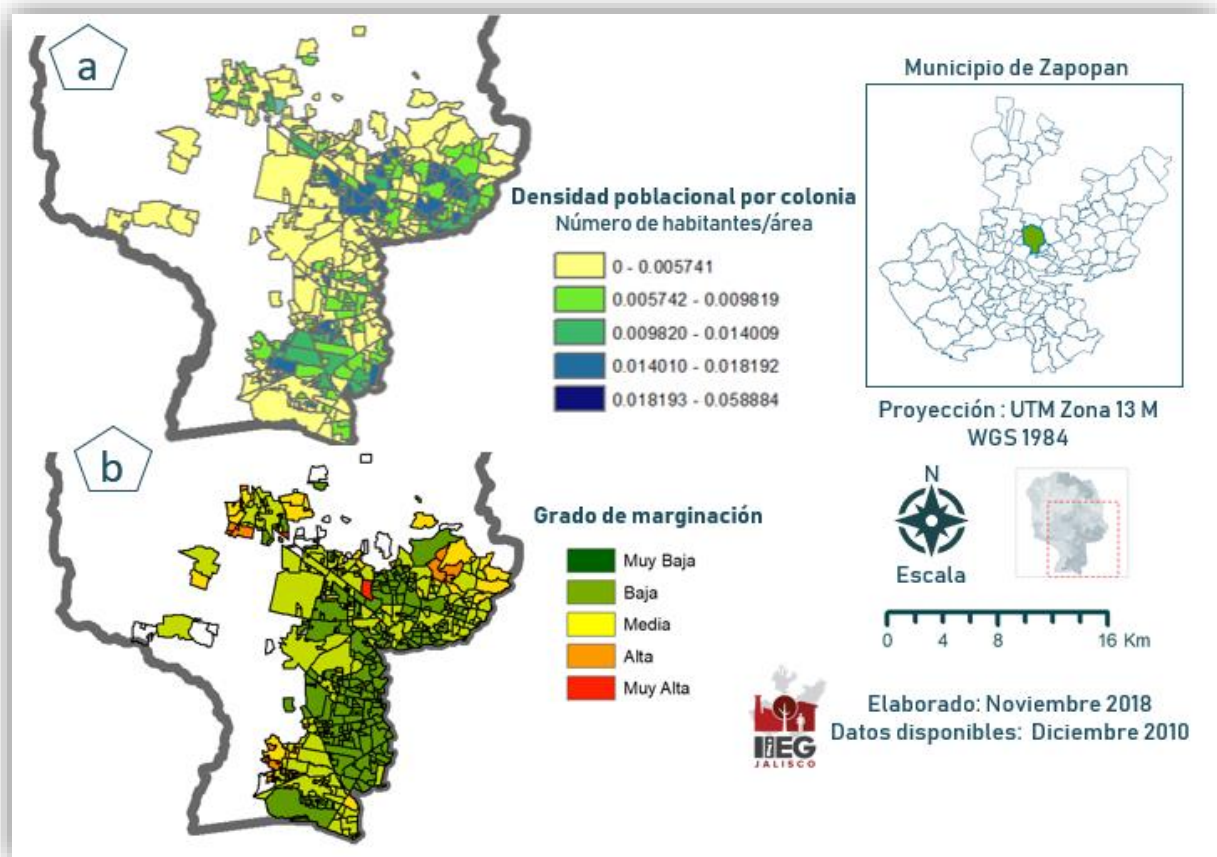 a
Densidad poblacional por colonia
Número de habitantes/área
0 - 0.005741
0.005742 - 0.009819
0.009820 - 0.014009
0.014010 - 0.018192
0.018193 - 0.058884
b
Grado de marginación
Muy Baja
Baja
Media
Alta
Muy Alta
Municipio de Zapopan
Proyección : UTM Zona 13 M
WGS 1984
N
Escala
0 4 8 16 Km
IIEG
JALISCO
Elaborado: Noviembre 2018
Datos disponibles: Diciembre 2010